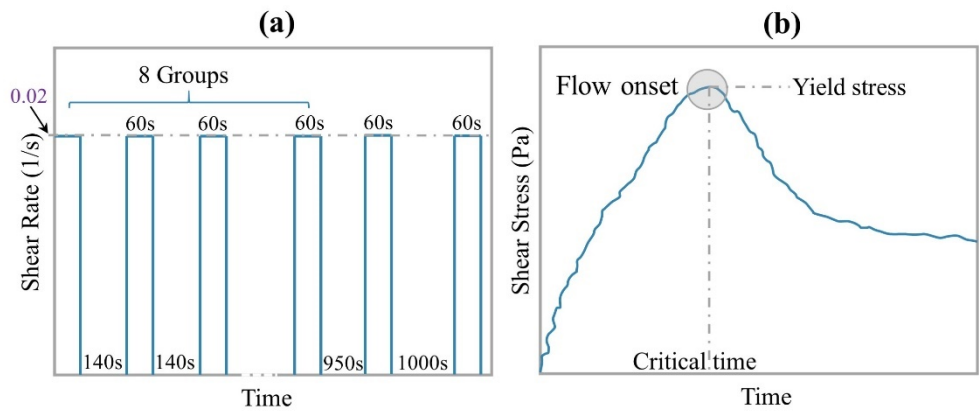 (a)
8 Groups
0.02
60s
60s
60s
60s
60s
Shear Rate (1/s)
140s
140s
950s
1000s
Time
(b)
Flow onset
Yield stress
Shear Stress (Pa)
Critical time
Time